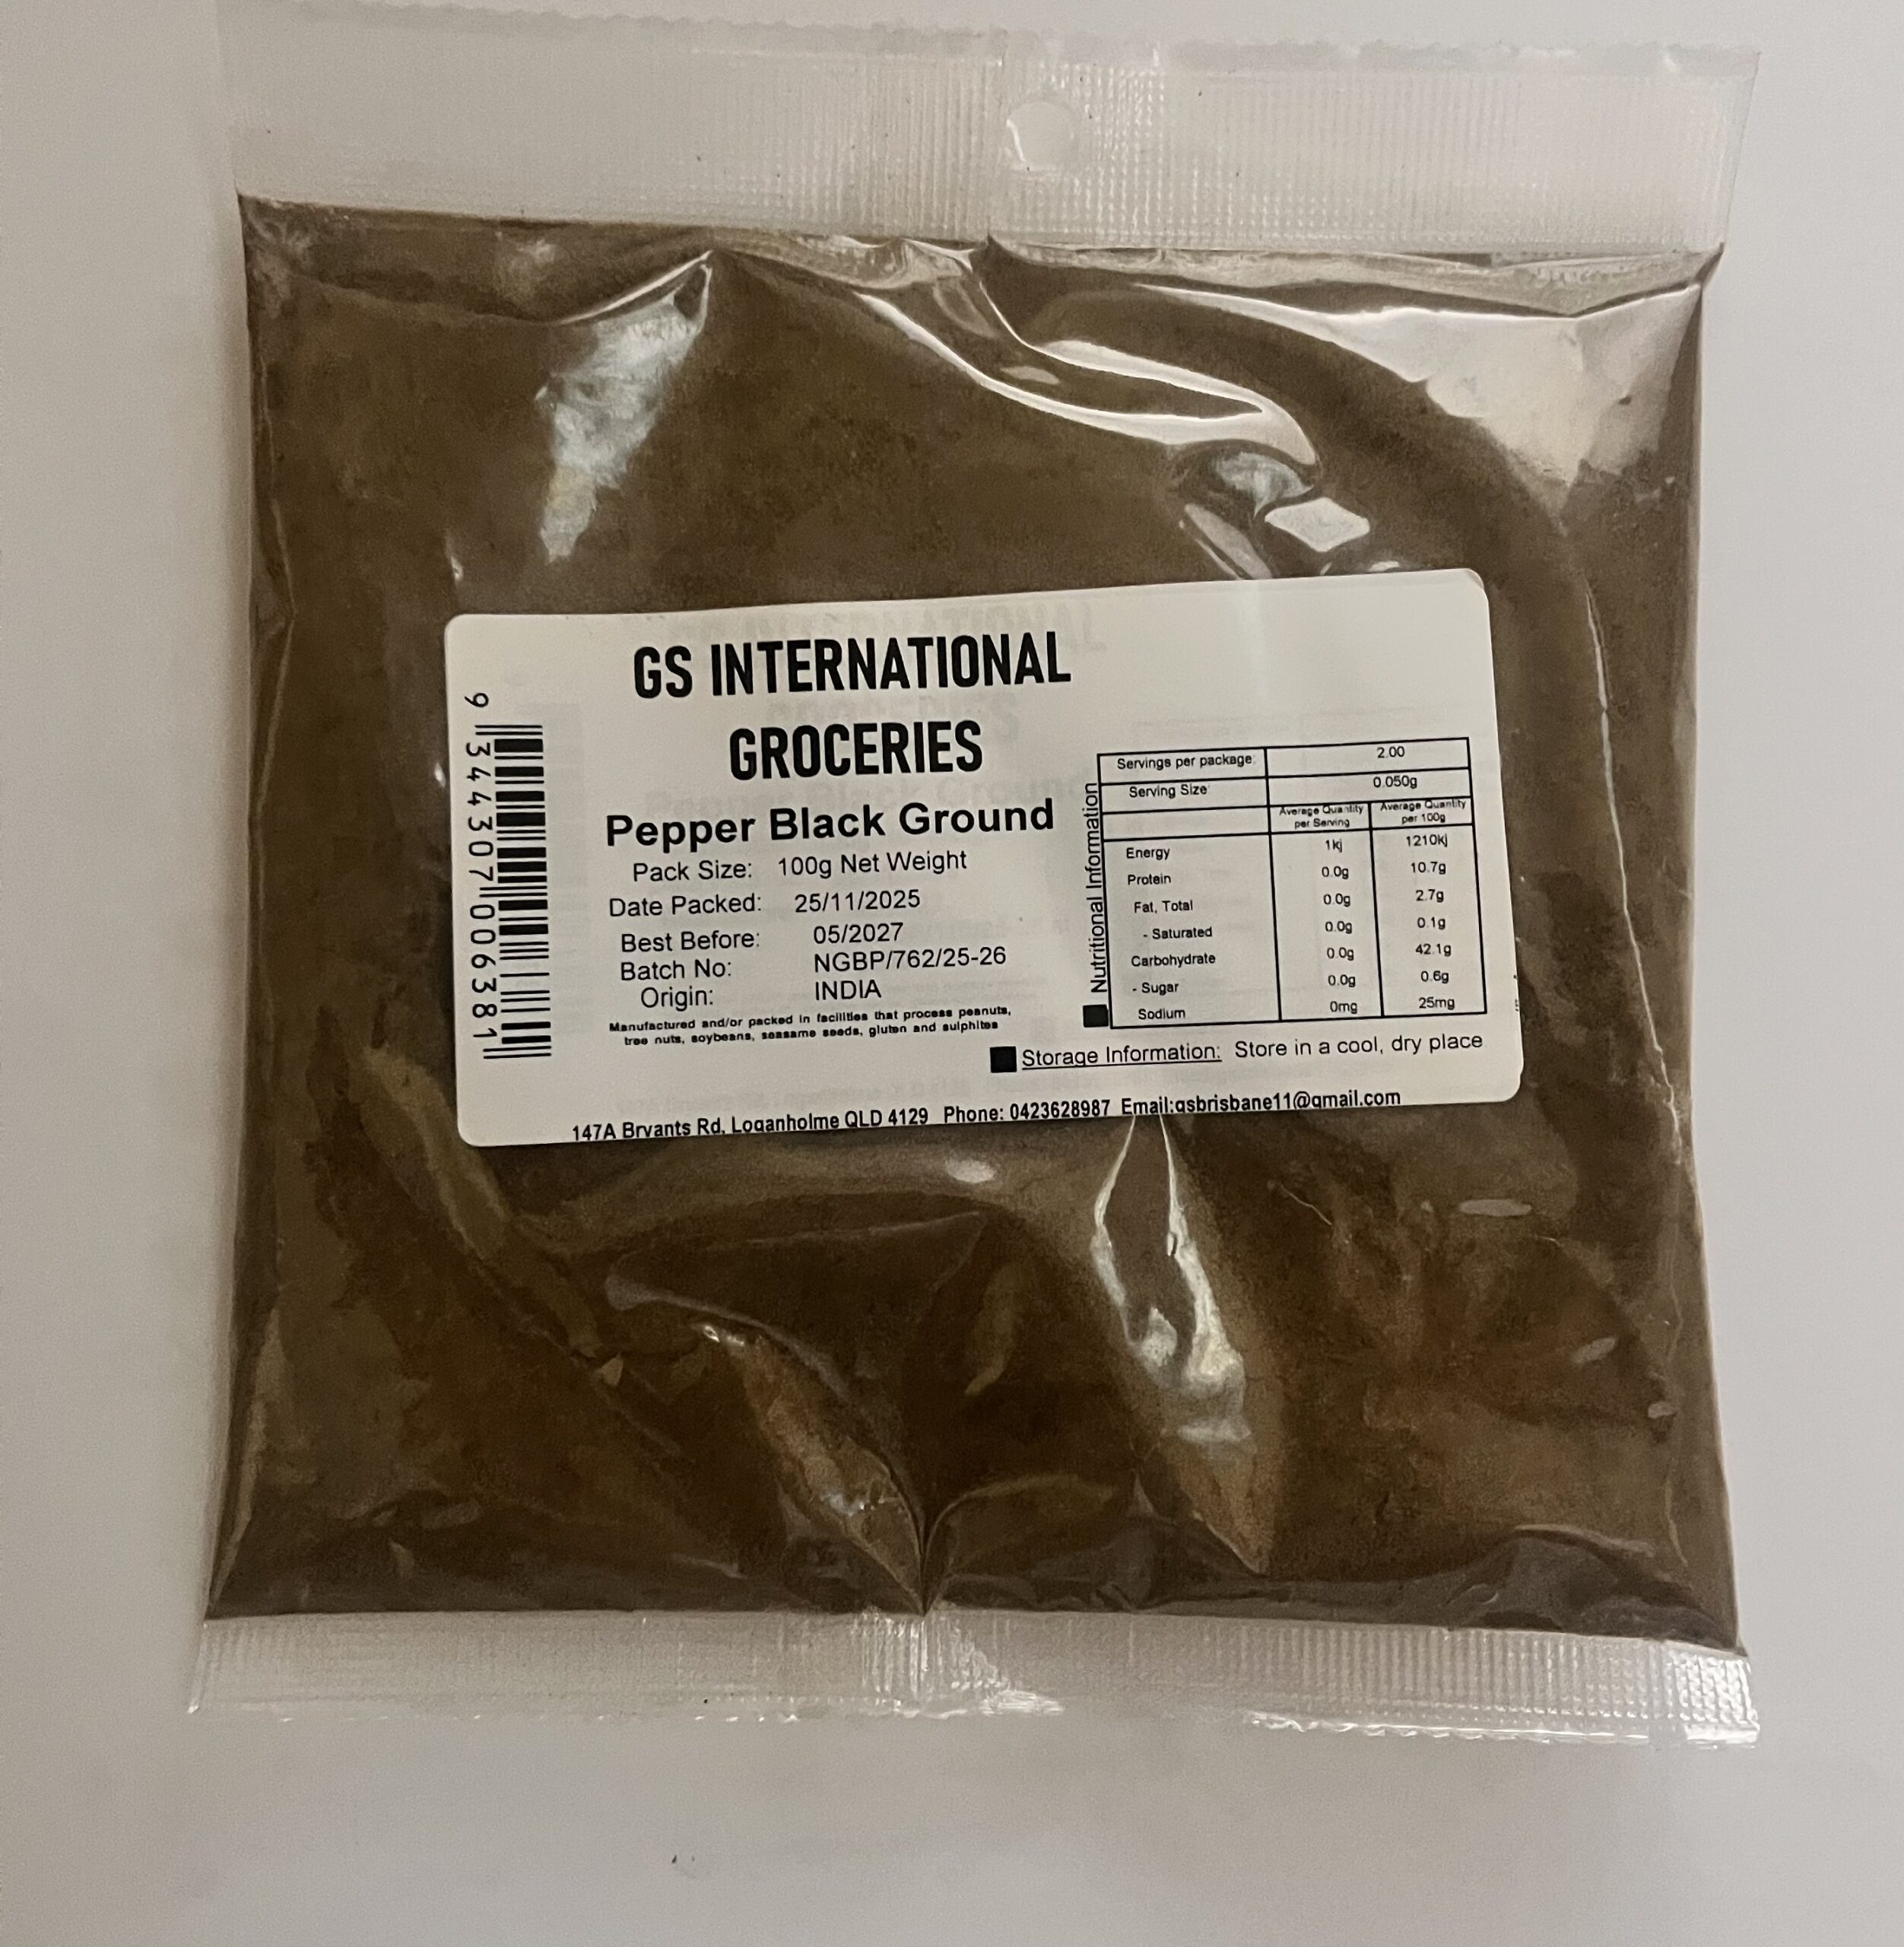 GS INTERNATIONAL
GROCERIES
Pepper Black Ground
Pack Size: 100g Net Weight
Date Packed: 25/11/2025
Best Before: 05/2027
Batch No: NGBP/762/25-26
Origin: INDIA
Manufactured and/or packed in facilities that process peanuts,
tree nuts, soybeans, seasame seeds, gluten and sulphites
9 344307 006381
Nutritional Information
Servings per package: 2.00
Serving Size 0.050g
Average Quantity per Serving Average Quantity per 100g
Energy 1kj 1210kj
Protein 0.0g 10.7g
Fat, Total 0.0g 2.7g
- Saturated 0.0g 0.1g
Carbohydrate 0.0g 42.1g
- Sugar 0.0g 0.6g
Sodium 0mg 25mg
Storage Information: Store in a cool, dry place
147A Bryants Rd, Loganholme QLD 4129 Phone: 0423628987 Email:gsbrisbane11@gmail.com